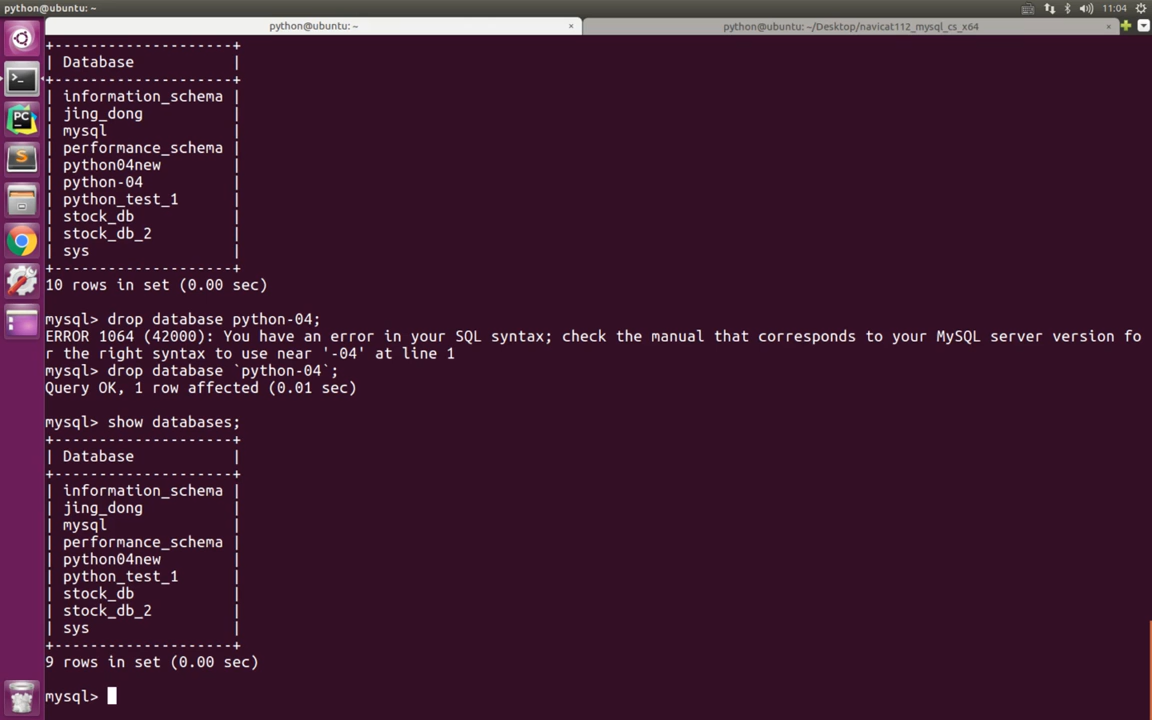 python@ubuntu: ~
11:04
python@ubuntu: ~ ×
python@ubuntu: ~/Desktop/navicat112_mysql_cs_x64 ×
+--------------------+
| Database           |
+--------------------+
| information_schema |
| jing_dong          |
| mysql              |
| performance_schema |
| python04new        |
| python-04          |
| python_test_1      |
| stock_db           |
| stock_db_2         |
| sys                |
+--------------------+
10 rows in set (0.00 sec)
mysql> drop database python-04;
ERROR 1064 (42000): You have an error in your SQL syntax; check the manual that corresponds to your MySQL server version fo
r the right syntax to use near '-04' at line 1
mysql> drop database `python-04`;
Query OK, 1 row affected (0.01 sec)
mysql> show databases;
+--------------------+
| Database           |
+--------------------+
| information_schema |
| jing_dong          |
| mysql              |
| performance_schema |
| python04new        |
| python_test_1      |
| stock_db           |
| stock_db_2         |
| sys                |
+--------------------+
9 rows in set (0.00 sec)
mysql>
PC
S